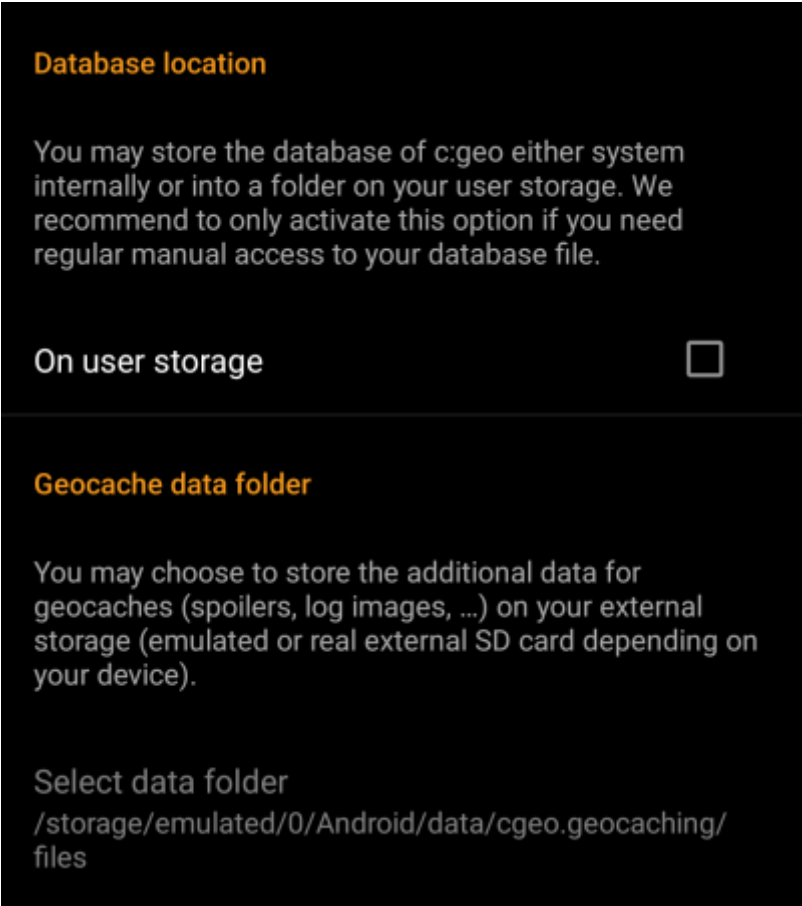 Database location
You may store the database of c:geo either system
internally or into a folder on your user storage. We
recommend to only activate this option if you need
regular manual access to your database file.
On user storage
Geocache data folder
You may choose to store the additional data for
geocaches (spoilers, log images, …) on your external
storage (emulated or real external SD card depending on
your device).
Select data folder
/storage/emulated/0/Android/data/cgeo.geocaching/
files